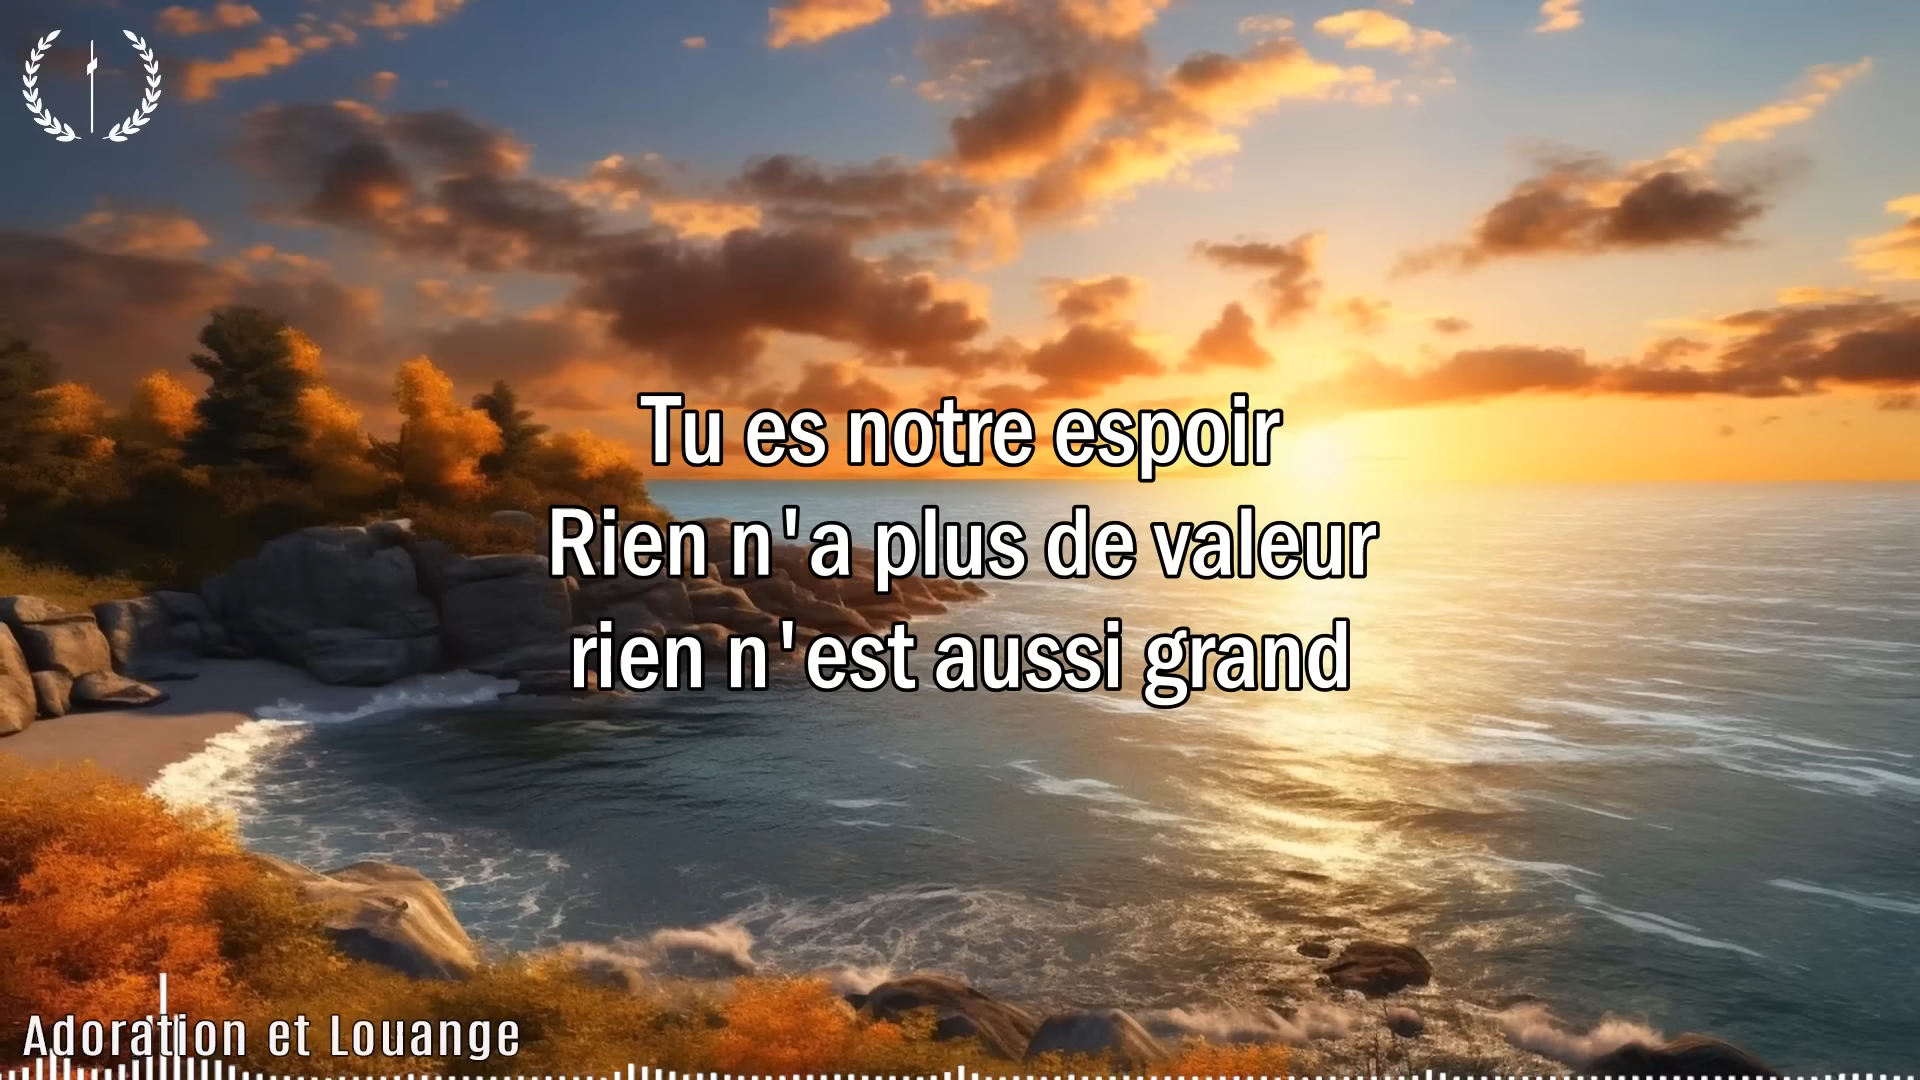 Tu es notre espoir
Rien n'a plus de valeur
rien n'est aussi grand
Adoration et Louange